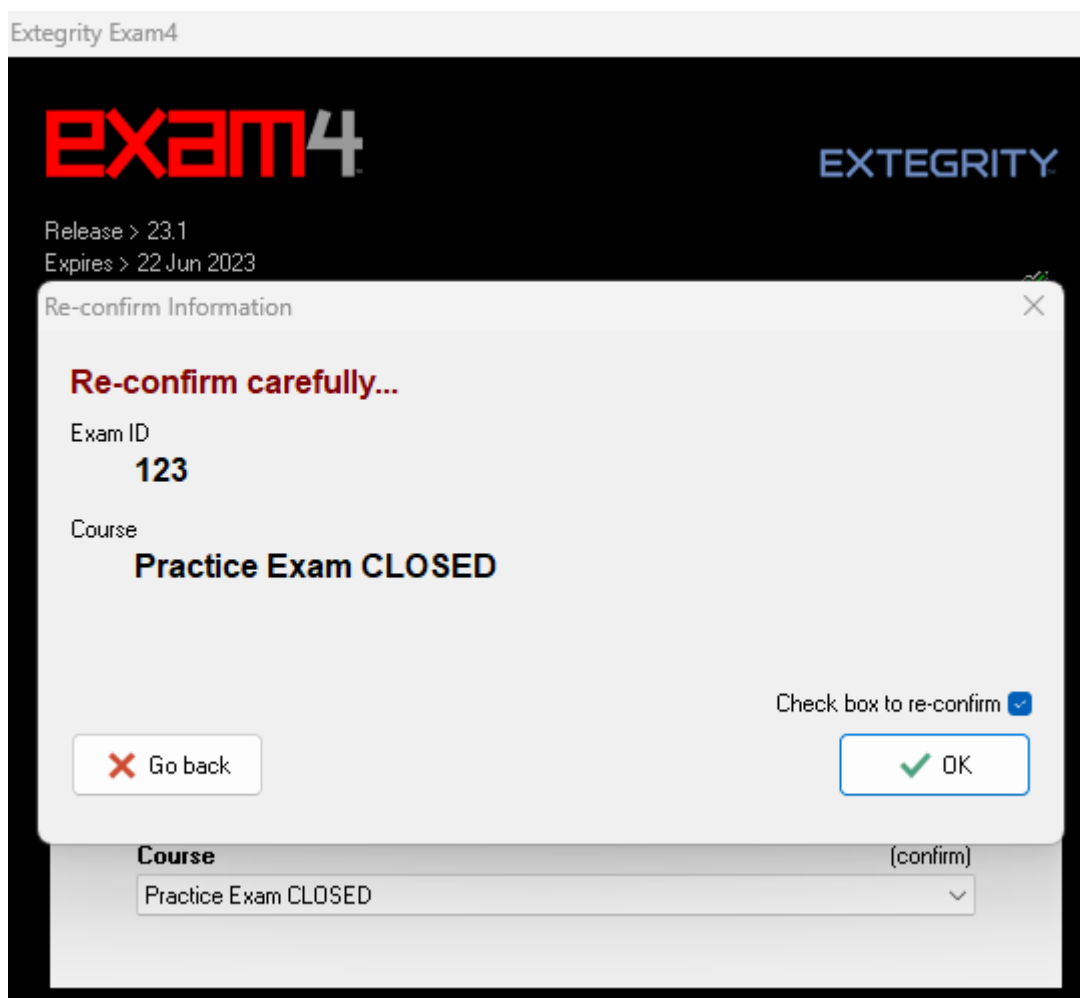 Extegrity Exam4
exam4
EXTEGRITY
Release > 23.1
Expires > 22 Jun 2023
Re-confirm Information
Re-confirm carefully...
Exam ID
123
Course
Practice Exam CLOSED
Check box to re-confirm
Go back
OK
Course (confirm)
Practice Exam CLOSED